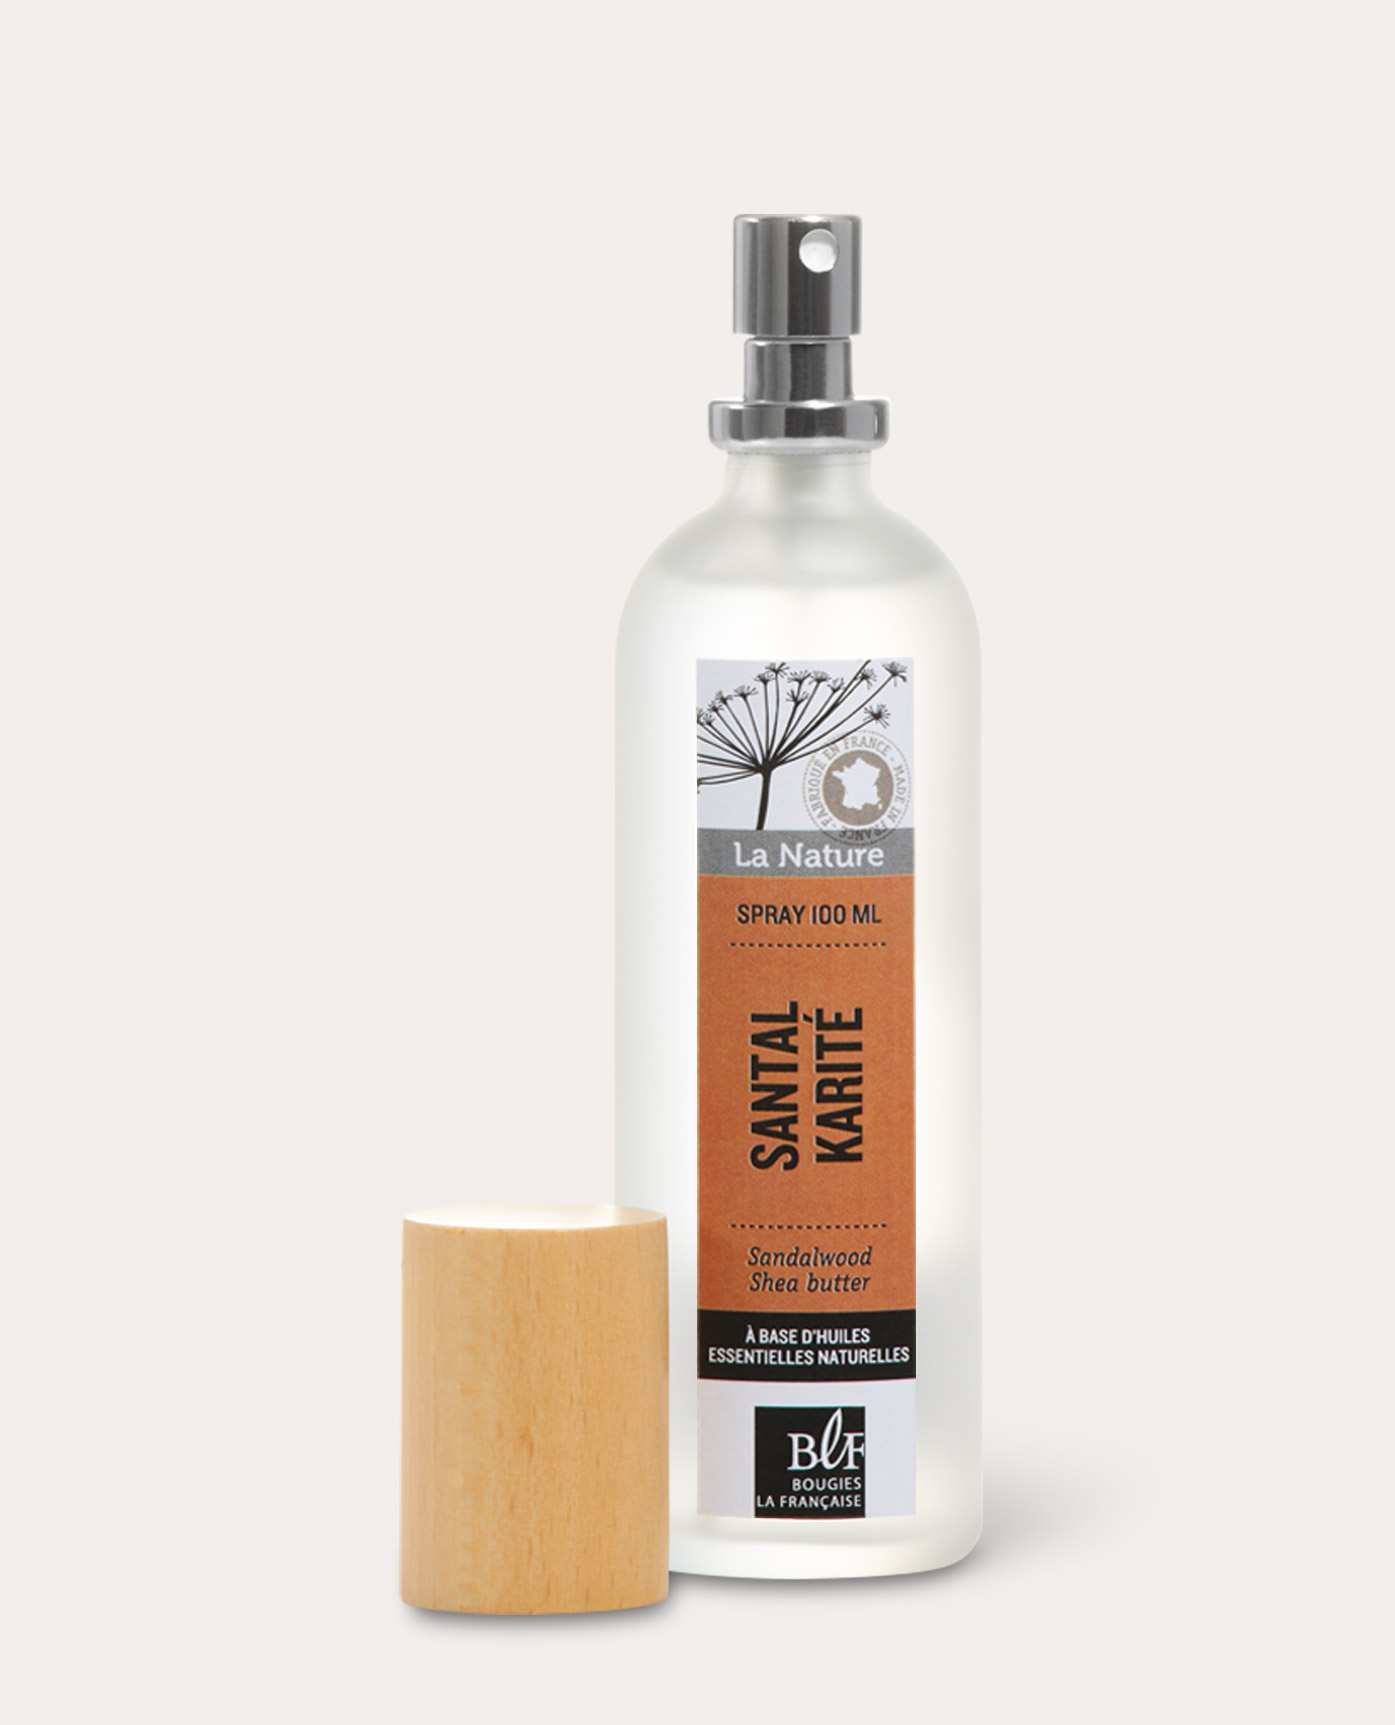 FABRIQUÉ EN FRANCE - MADE IN FRANCE -
La Nature
SPRAY 100 ML
SANTAL
KARITÉ
Sandalwood
Shea butter
À BASE D'HUILES
ESSENTIELLES NATURELLES
BLF
BOUGIES
LA FRANÇAISE